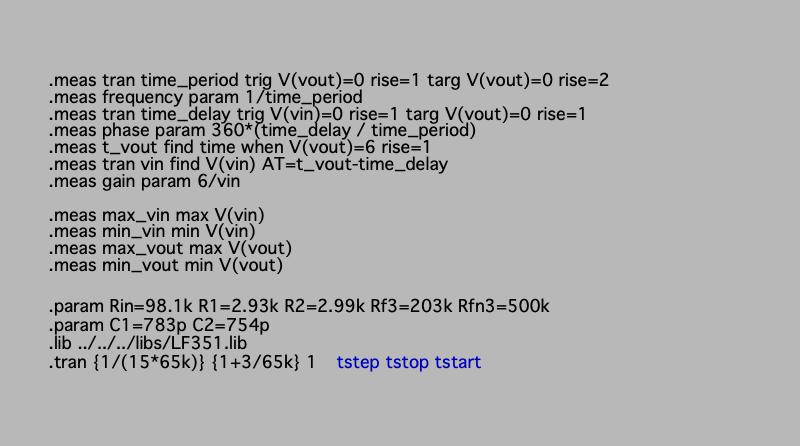 .meas tran time_period trig V(vout)=0 rise=1 targ V(vout)=0 rise=2
.meas frequency param 1/time_period
.meas tran time_delay trig V(vin)=0 rise=1 targ V(vout)=0 rise=1
.meas phase param 360*(time_delay / time_period)
.meas t_vout find time when V(vout)=6 rise=1
.meas tran vin find V(vin) AT=t_vout-time_delay
.meas gain param 6/vin
.meas max_vin max V(vin)
.meas min_vin min V(vin)
.meas max_vout max V(vout)
.meas min_vout min V(vout)
.param Rin=98.1k R1=2.93k R2=2.99k Rf3=203k Rfn3=500k
.param C1=783p C2=754p
.lib ../../../libs/LF351.lib
.tran {1/(15*65k)} {1+3/65k} 1 tstep tstop tstart